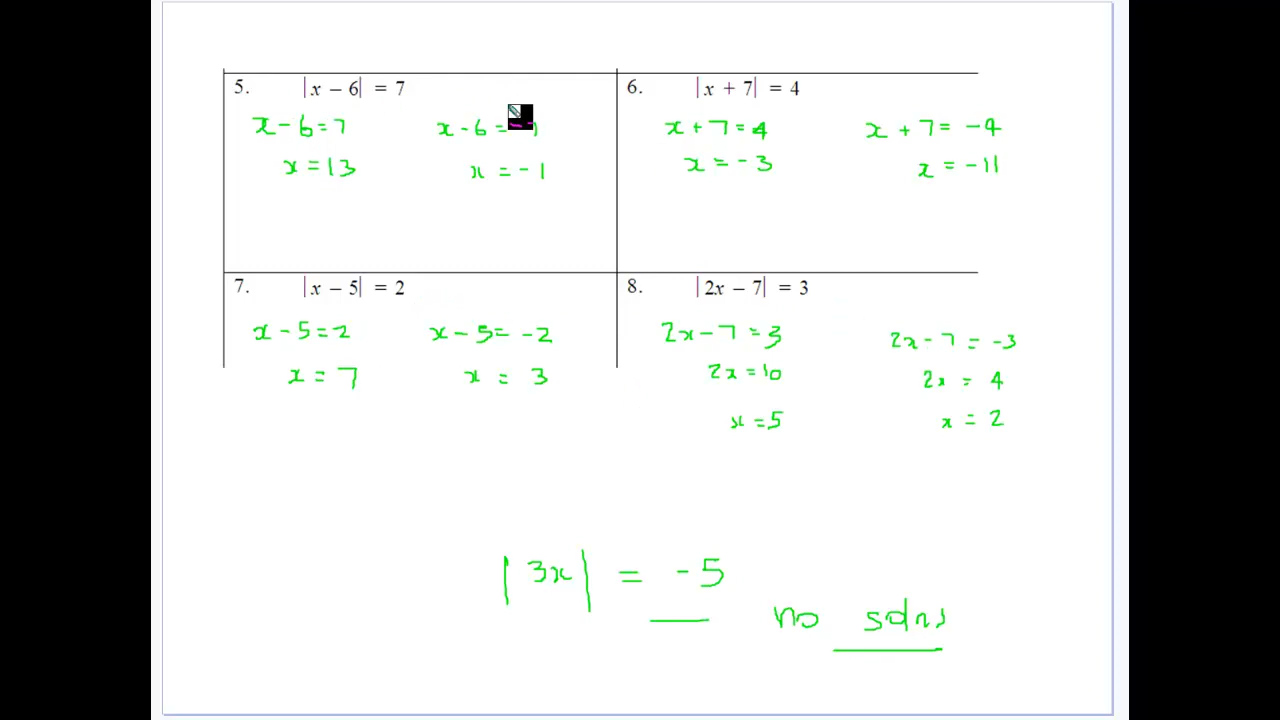 5. |x − 6| = 7
x - 6 = 7
x = 13
x - 6 = - 7
x = - 1
6. |x + 7| = 4
x + 7 = 4
x = - 3
x + 7 = - 4
x = - 11
7. |x − 5| = 2
x - 5 = 2
x = 7
x - 5 = - 2
x = 3
8. |2x − 7| = 3
2x - 7 = 3
2x = 10
x = 5
2x - 7 = - 3
2x = 4
x = 2
|3x| = - 5
no solns